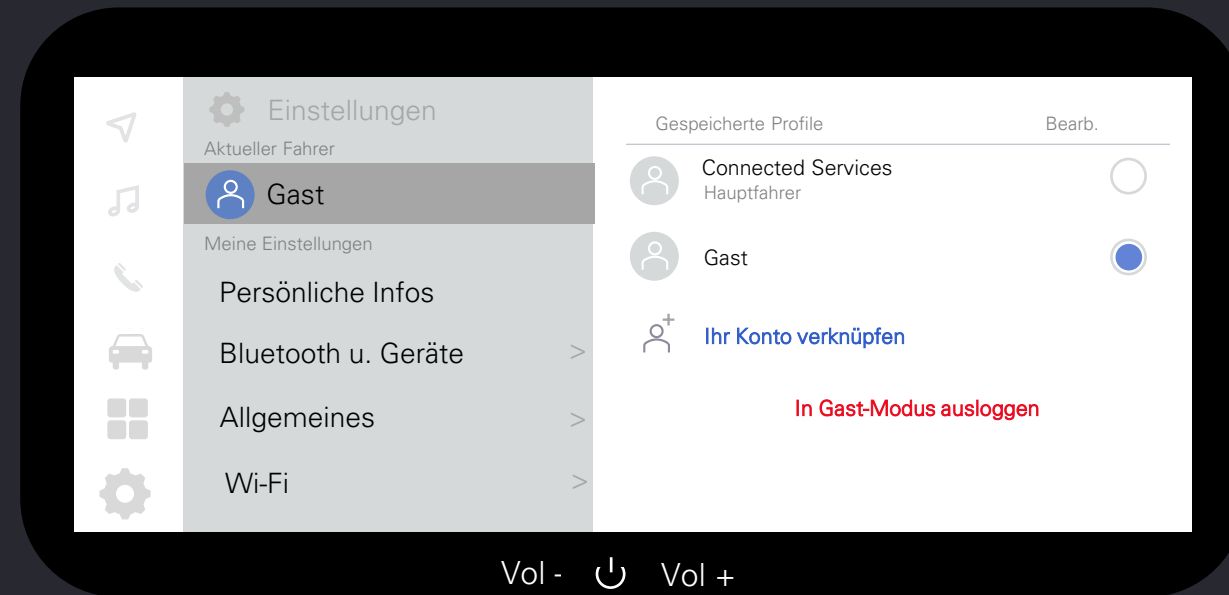 Einstellungen
Aktueller Fahrer
Gast
Meine Einstellungen
Persönliche Infos
Bluetooth u. Geräte >
Allgemeines >
Wi-Fi >
Gespeicherte Profile Bearb.
Connected Services
Hauptfahrer
Gast
Ihr Konto verknüpfen
In Gast-Modus ausloggen
Vol - Vol +